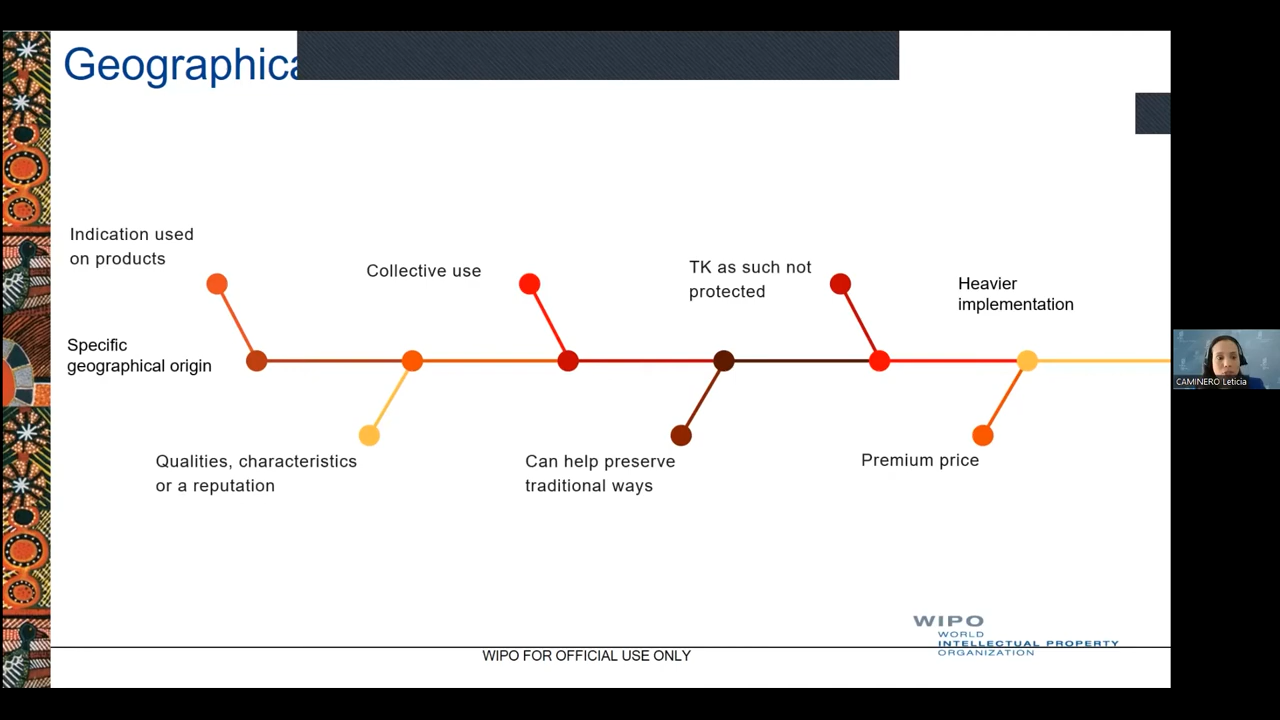 Geographica
Indication used
on products
Collective use
TK as such not
protected
Heavier
implementation
Specific
geographical origin
Qualities, characteristics
or a reputation
Can help preserve
traditional ways
Premium price
CAMINERO Leticia
WIPO
WORLD
INTELLECTUAL PROPERTY
ORGANIZATION
WIPO FOR OFFICIAL USE ONLY